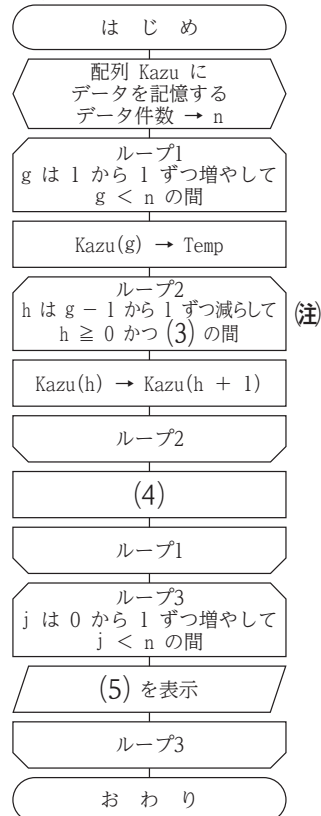 は じ め
配列 Kazu に
データを記憶する
データ件数 → n
ループ1
g は 1 から 1 ずつ増やして
g < n の間
Kazu(g) → Temp
ループ2
h は g − 1 から 1 ずつ減らして
h ≧ 0 かつ (3) の間
(注)
Kazu(h) → Kazu(h + 1)
ループ2
(4)
ループ1
ループ3
j は 0 から 1 ずつ増やして
j < n の間
(5) を表示
ループ3
お わ り